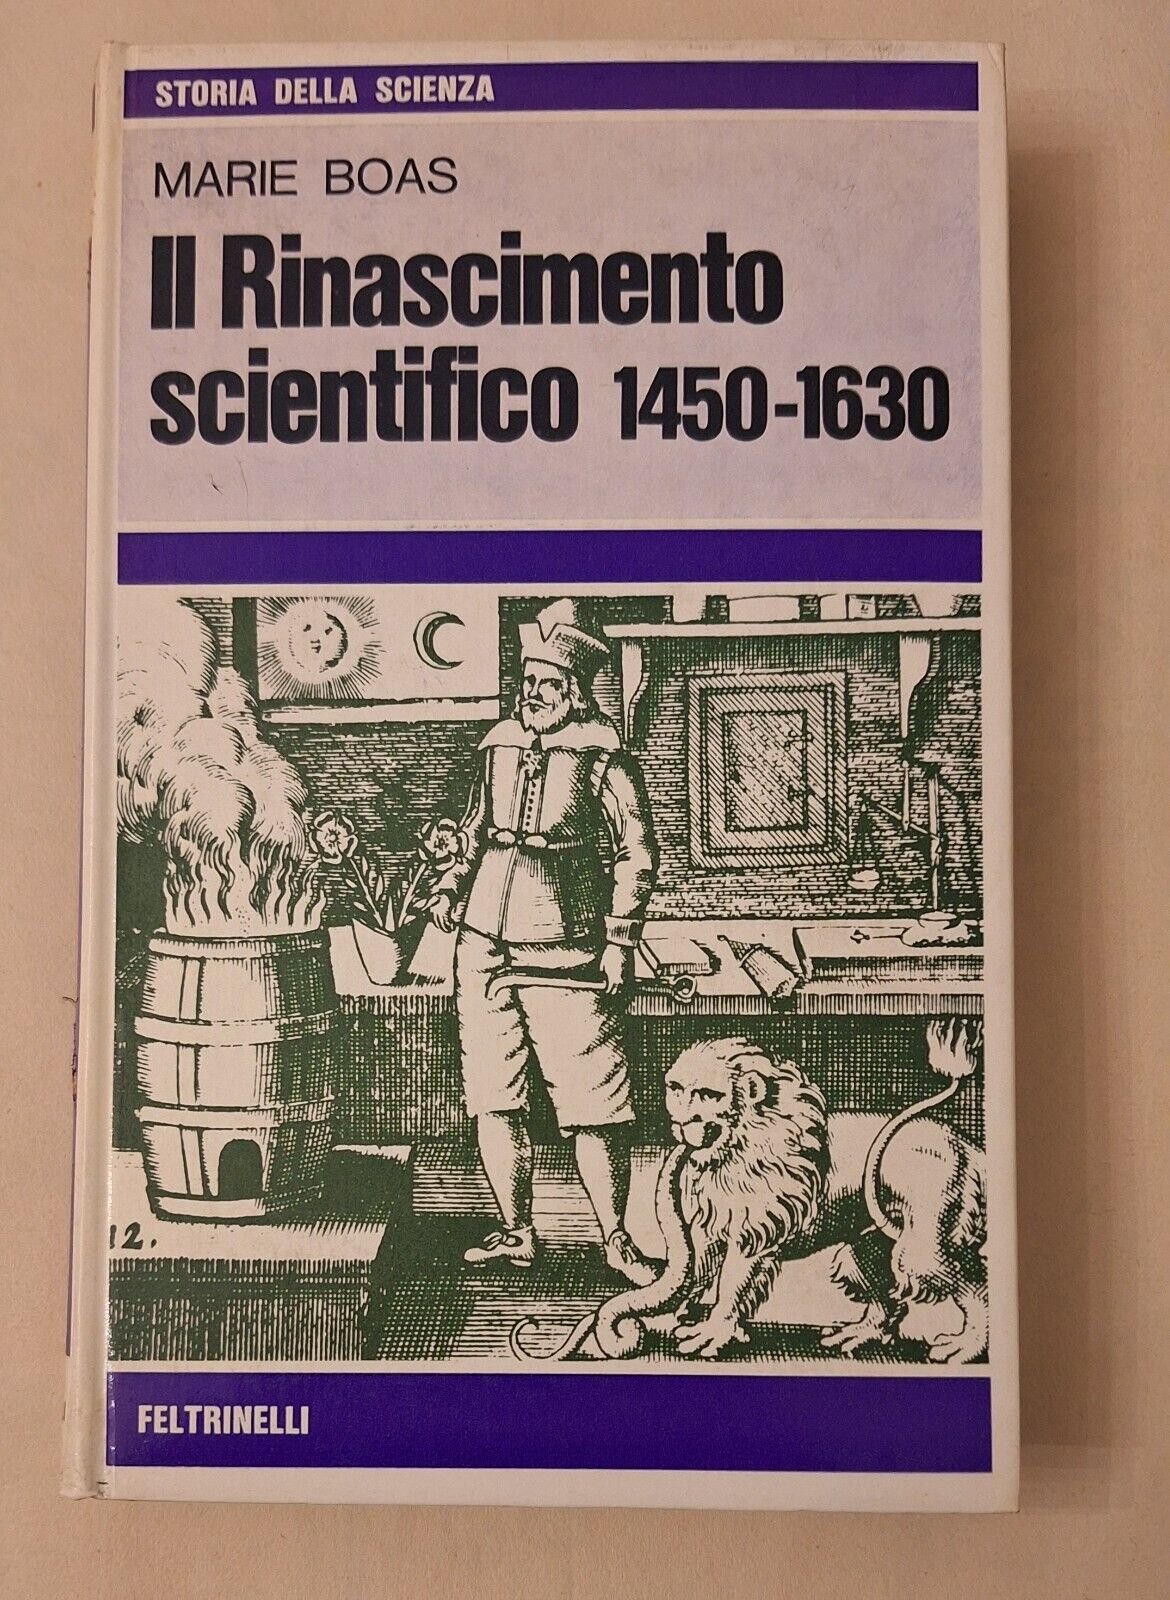 STORIA DELLA SCIENZA
MARIE BOAS
Il Rinascimento
scientifico 1450-1630
12.
FELTRINELLI